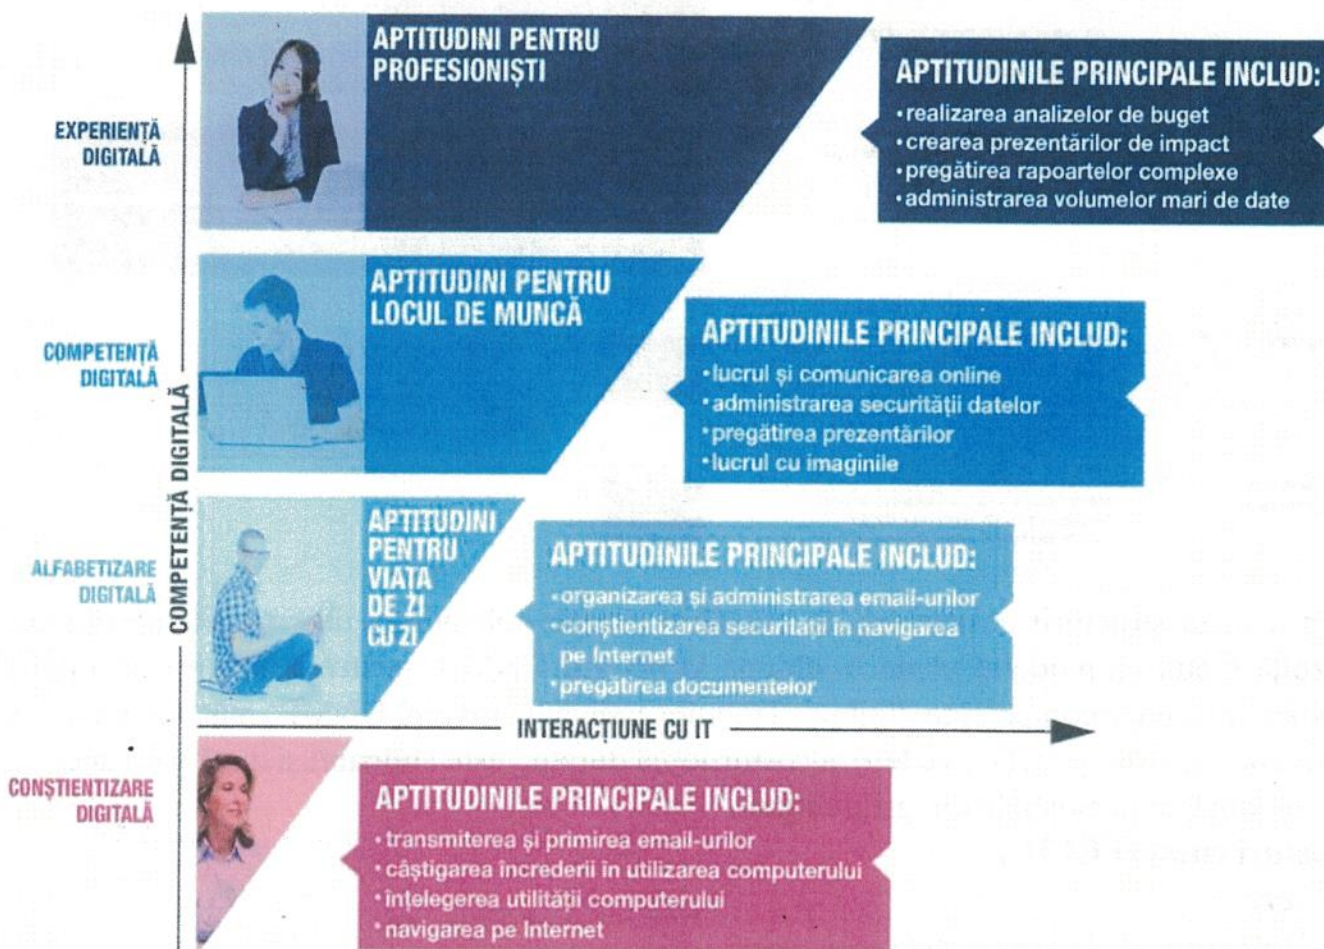 APTITUDINI PENTRU
PROFESIONIȘTI
EXPERIENȚĂ
DIGITALĂ
APTITUDINILE PRINCIPALE INCLUD:
•realizarea analizelor de buget
•crearea prezentărilor de impact
•pregătirea rapoartelor complexe
•administrarea volumelor mari de date
APTITUDINI PENTRU
LOCUL DE MUNCĂ
COMPETENȚĂ
DIGITALĂ
APTITUDINILE PRINCIPALE INCLUD:
•lucrul și comunicarea online
•administrarea securității datelor
•pregătirea prezentărilor
•lucrul cu imaginile
COMPETENȚĂ DIGITALĂ
APTITUDINI
PENTRU
VIAȚA
DE ZI
CU ZI
ALFABETIZARE
DIGITALĂ
APTITUDINILE PRINCIPALE INCLUD:
•organizarea și administrarea email-urilor
•conștientizarea securității în navigarea
pe Internet
•pregătirea documentelor
INTERACȚIUNE CU IT
CONȘTIENTIZARE
DIGITALĂ
APTITUDINILE PRINCIPALE INCLUD:
•transmiterea și primirea email-urilor
•câștigarea încrederii în utilizarea computerului
•înțelegerea utilității computerului
•navigarea pe Internet